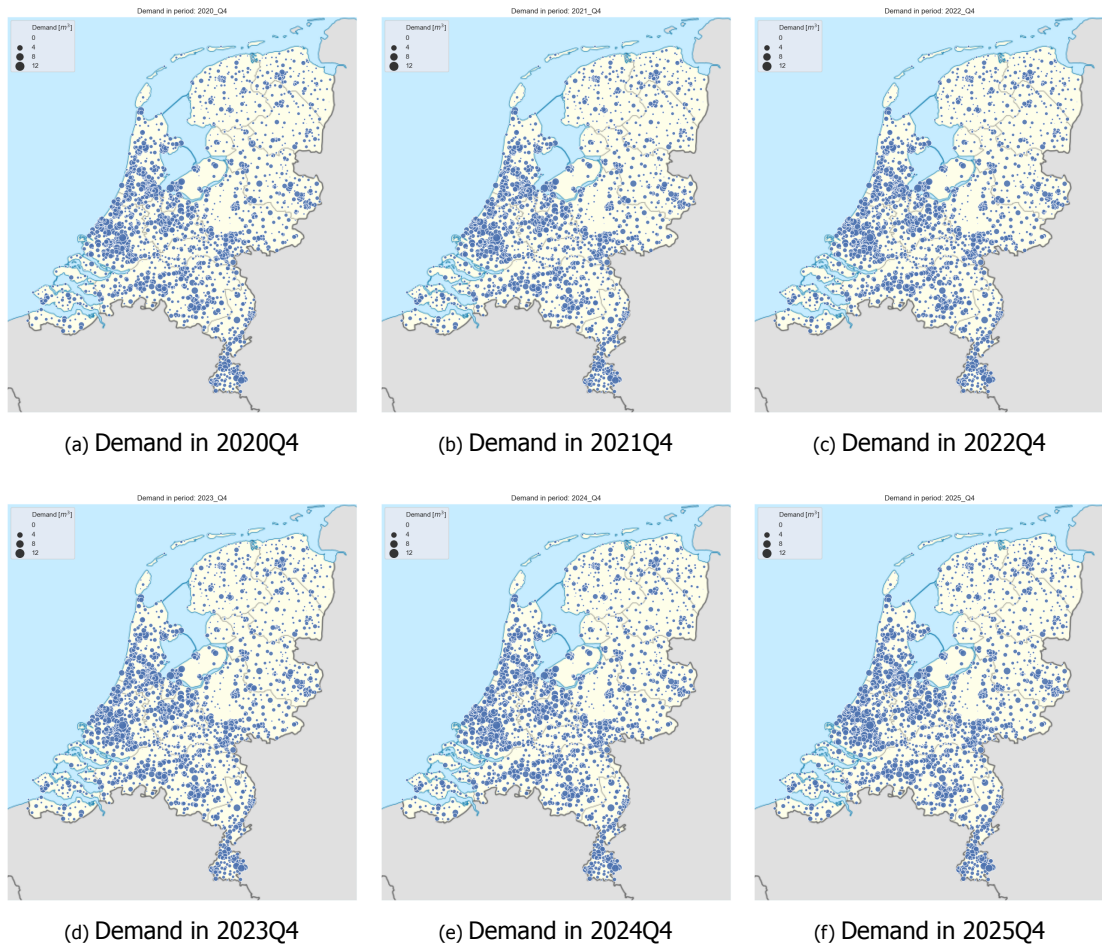 Demand in period: 2020_Q4
Demand [m³]
0
4
8
12
(a) Demand in 2020Q4
Demand in period: 2021_Q4
Demand [m³]
0
4
8
12
(b) Demand in 2021Q4
Demand in period: 2022_Q4
Demand [m³]
0
4
8
12
(c) Demand in 2022Q4
Demand in period: 2023_Q4
Demand [m³]
0
4
8
12
(d) Demand in 2023Q4
Demand in period: 2024_Q4
Demand [m³]
0
4
8
12
(e) Demand in 2024Q4
Demand in period: 2025_Q4
Demand [m³]
0
4
8
12
(f) Demand in 2025Q4